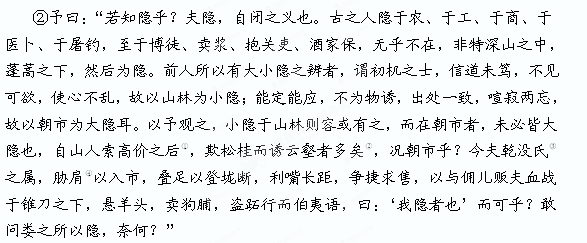 ②予曰：“若知隐乎？夫隐，自闭之义也。古之人隐于农、于工、于商、于
医卜、于屠钓，至于博徒、卖浆、抱关吏、酒家保，无乎不在，非特深山之中，
蓬蒿之下，然后为隐。前人所以有大小隐之辨者，谓初机之士，信道未笃，不见
可欲，使心不乱，故以山林为小隐；能定能应，不为物诱，出处一致，喧寂两忘，
故以朝市为大隐耳。以予观之，小隐于山林则容或有之，而在朝市者，未必皆大
隐也，自山人索高价之后①，欺松桂而诱云壑者多矣②，况朝市乎？今夫乾没氏③
之属，胁肩④以入市，叠足以登垅断，利嘴长距，争捷求售，以与佣儿贩夫血战
于锥刀之下，悬羊头，卖狗脯，盗跖行而伯夷语，曰：‘我隐者也’而可乎？敢
问娄之所以隐，奈何？”